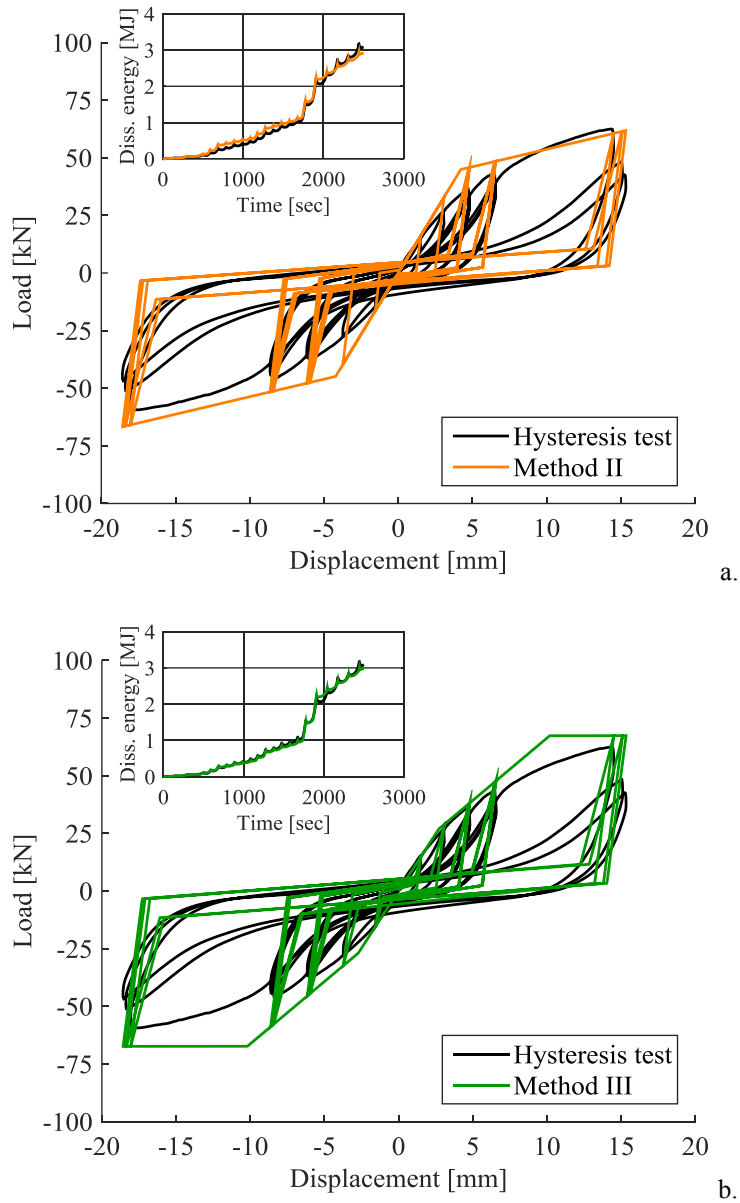 100
75
50
25
0
-25
-50
-75
-100
Load [kN]
-20 -15 -10 -5 0 5 10 15 20
Displacement [mm]
4
3
2
1
0
Diss. energy [MJ]
0 1000 2000 3000
Time [sec]
Hysteresis test
Method II
a.
100
75
50
25
0
-25
-50
-75
-100
Load [kN]
-20 -15 -10 -5 0 5 10 15 20
Displacement [mm]
4
3
2
1
0
Diss. energy [MJ]
0 1000 2000 3000
Time [sec]
Hysteresis test
Method III
b.